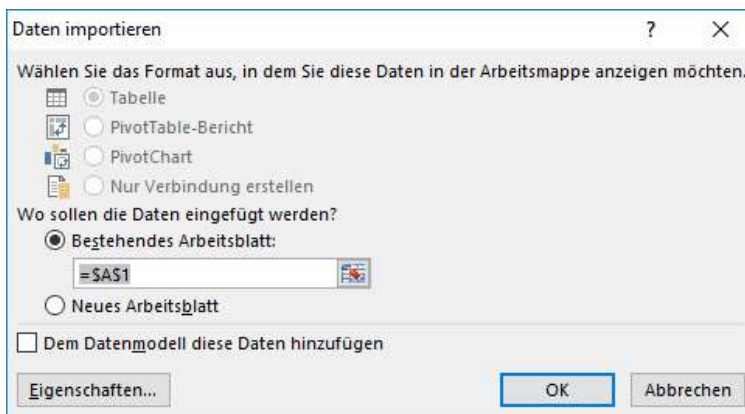 Daten importieren ? ×
Wählen Sie das Format aus, in dem Sie diese Daten in der Arbeitsmappe anzeigen möchten.
Tabelle
PivotTable-Bericht
PivotChart
Nur Verbindung erstellen
Wo sollen die Daten eingefügt werden?
Bestehendes Arbeitsblatt:
=$A$1
Neues Arbeitsblatt
Dem Datenmodell diese Daten hinzufügen
Eigenschaften... OK Abbrechen